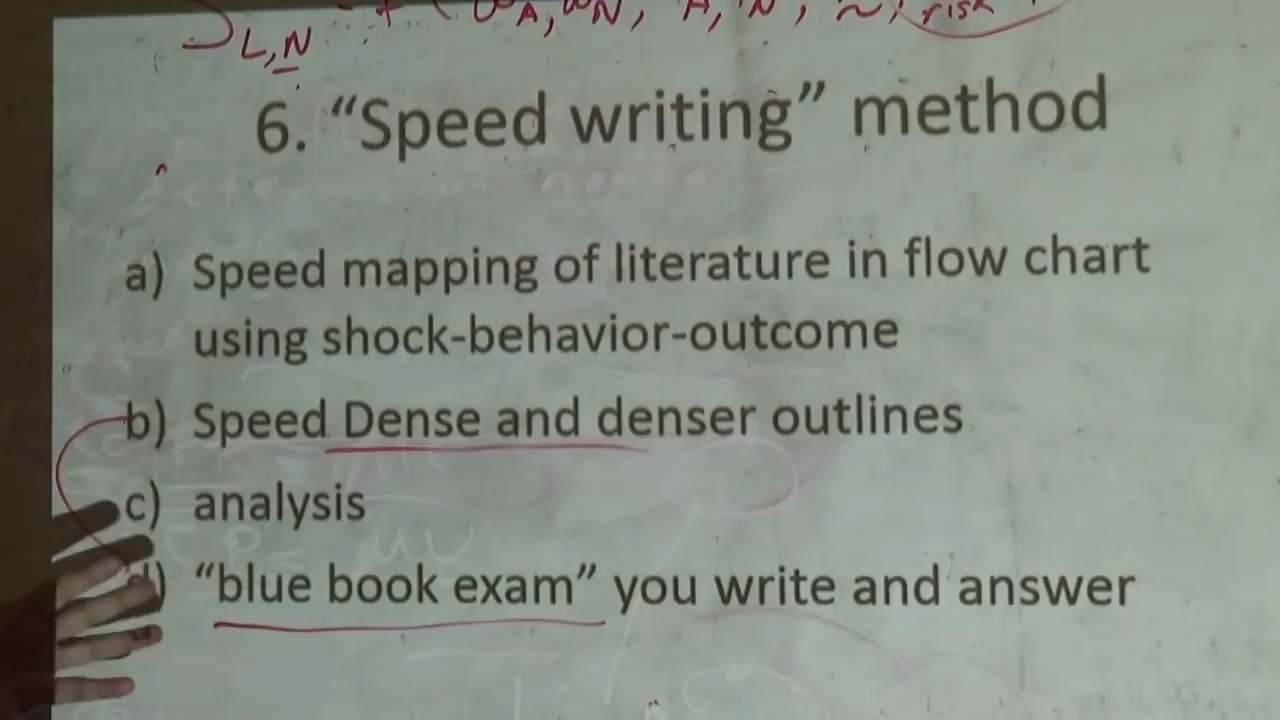 L,N A, N, A, N, ~, risk
6. “Speed writing” method
a) Speed mapping of literature in flow chart
using shock-behavior-outcome
b) Speed Dense and denser outlines
c) analysis
d) “blue book exam” you write and answer